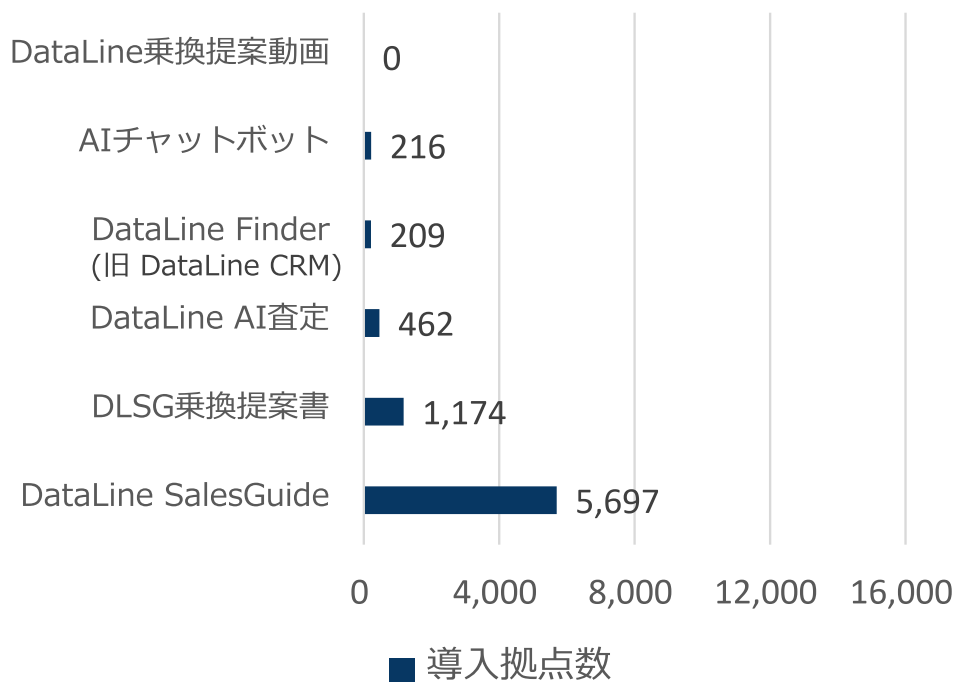 DataLine乗換提案動画
0
AIチャットボット
216
DataLine Finder
(旧 DataLine CRM)
209
DataLine AI査定
462
DLSG乗換提案書
1,174
DataLine SalesGuide
5,697
0 4,000 8,000 12,000 16,000
導入拠点数